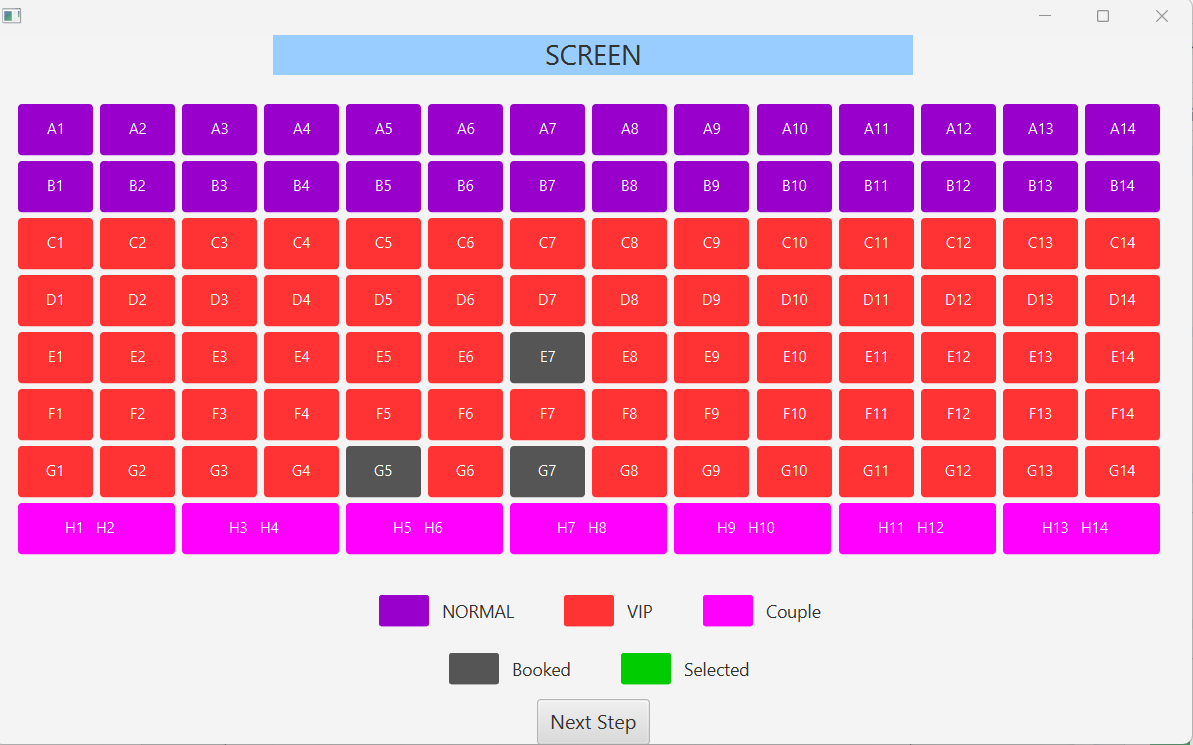 SCREEN
A1 A2 A3 A4 A5 A6 A7 A8 A9 A10 A11 A12 A13 A14
B1 B2 B3 B4 B5 B6 B7 B8 B9 B10 B11 B12 B13 B14
C1 C2 C3 C4 C5 C6 C7 C8 C9 C10 C11 C12 C13 C14
D1 D2 D3 D4 D5 D6 D7 D8 D9 D10 D11 D12 D13 D14
E1 E2 E3 E4 E5 E6 E7 E8 E9 E10 E11 E12 E13 E14
F1 F2 F3 F4 F5 F6 F7 F8 F9 F10 F11 F12 F13 F14
G1 G2 G3 G4 G5 G6 G7 G8 G9 G10 G11 G12 G13 G14
H1 H2 H3 H4 H5 H6 H7 H8 H9 H10 H11 H12 H13 H14
NORMAL VIP Couple
Booked Selected
Next Step